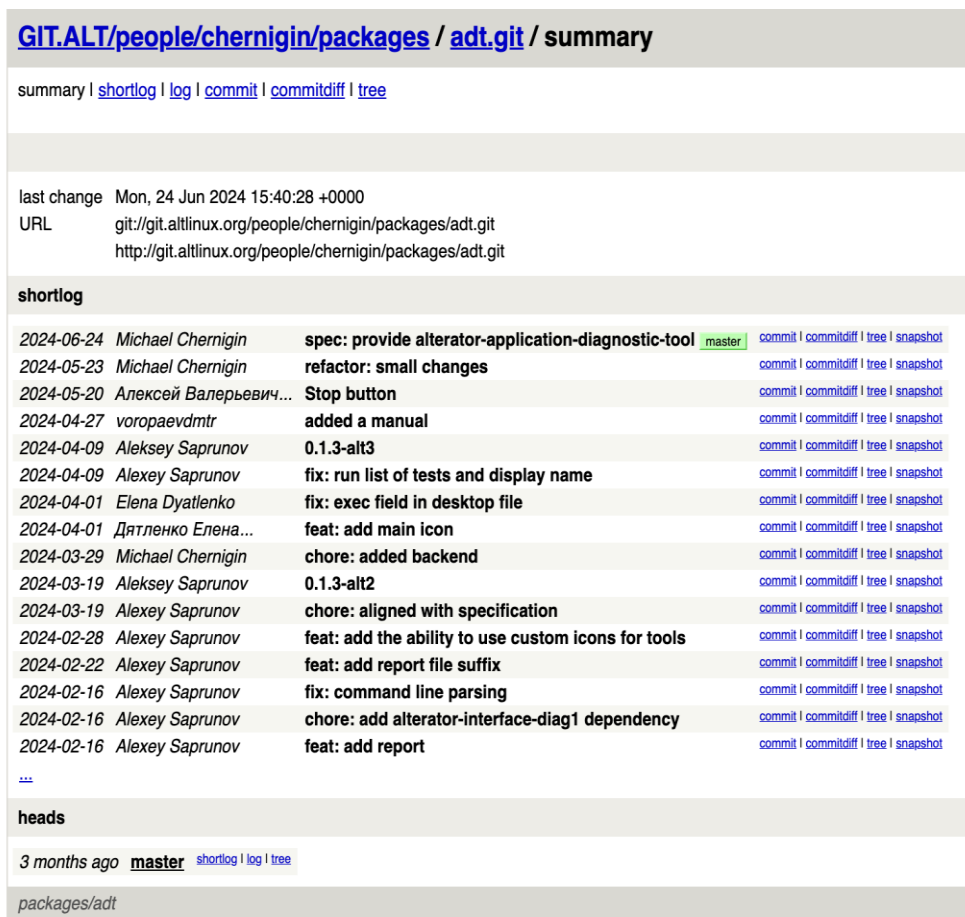 GIT.ALT/people/chernigin/packages / adt.git / summary
summary | shortlog | log | commit | commitdiff | tree
last change Mon, 24 Jun 2024 15:40:28 +0000
URL git://git.altlinux.org/people/chernigin/packages/adt.git
http://git.altlinux.org/people/chernigin/packages/adt.git
shortlog
2024-06-24 Michael Chernigin spec: provide alterator-application-diagnostic-tool master commit | commitdiff | tree | snapshot
2024-05-23 Michael Chernigin refactor: small changes commit | commitdiff | tree | snapshot
2024-05-20 Алексей Валерьевич... Stop button commit | commitdiff | tree | snapshot
2024-04-27 voropaevdmtr added a manual commit | commitdiff | tree | snapshot
2024-04-09 Aleksey Saprunov 0.1.3-alt3 commit | commitdiff | tree | snapshot
2024-04-09 Alexey Saprunov fix: run list of tests and display name commit | commitdiff | tree | snapshot
2024-04-01 Elena Dyatlenko fix: exec field in desktop file commit | commitdiff | tree | snapshot
2024-04-01 Дятленко Елена... feat: add main icon commit | commitdiff | tree | snapshot
2024-03-29 Michael Chernigin chore: added backend commit | commitdiff | tree | snapshot
2024-03-19 Aleksey Saprunov 0.1.3-alt2 commit | commitdiff | tree | snapshot
2024-03-19 Alexey Saprunov chore: aligned with specification commit | commitdiff | tree | snapshot
2024-02-28 Alexey Saprunov feat: add the ability to use custom icons for tools commit | commitdiff | tree | snapshot
2024-02-22 Alexey Saprunov feat: add report file suffix commit | commitdiff | tree | snapshot
2024-02-16 Alexey Saprunov fix: command line parsing commit | commitdiff | tree | snapshot
2024-02-16 Alexey Saprunov chore: add alterator-interface-diag1 dependency commit | commitdiff | tree | snapshot
2024-02-16 Alexey Saprunov feat: add report commit | commitdiff | tree | snapshot
...
heads
3 months ago master shortlog | log | tree
packages/adt